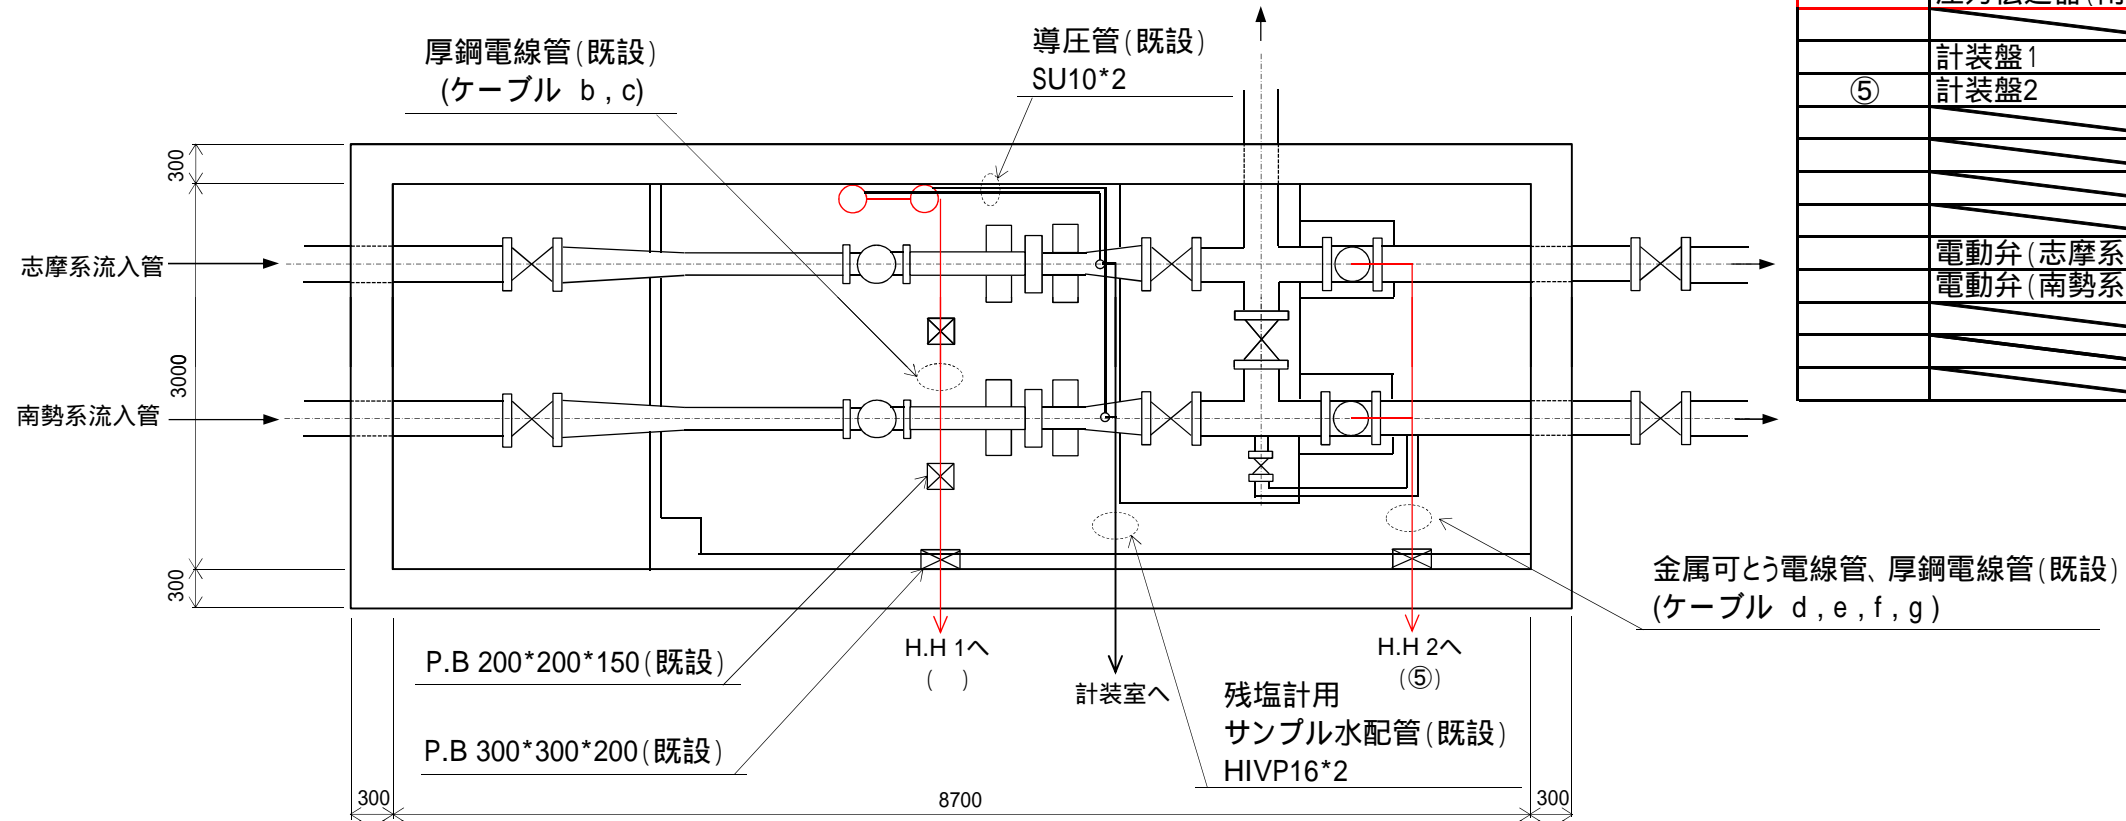 厚鋼電線管(既設)
(ケーブル b , c)
導圧管(既設)
SU10*2
計装盤1
⑤ 計装盤2
電動弁(志摩系
電動弁(南勢系
300
3000
300
志摩系流入管
南勢系流入管
P.B 200*200*150(既設)
P.B 300*300*200(既設)
H.H 1へ
( )
計装室へ
H.H 2へ
(⑤)
残塩計用
サンプル水配管(既設)
HIVP16*2
金属可とう電線管、厚鋼電線管(既設)
(ケーブル d , e , f , g )
300
8700
300